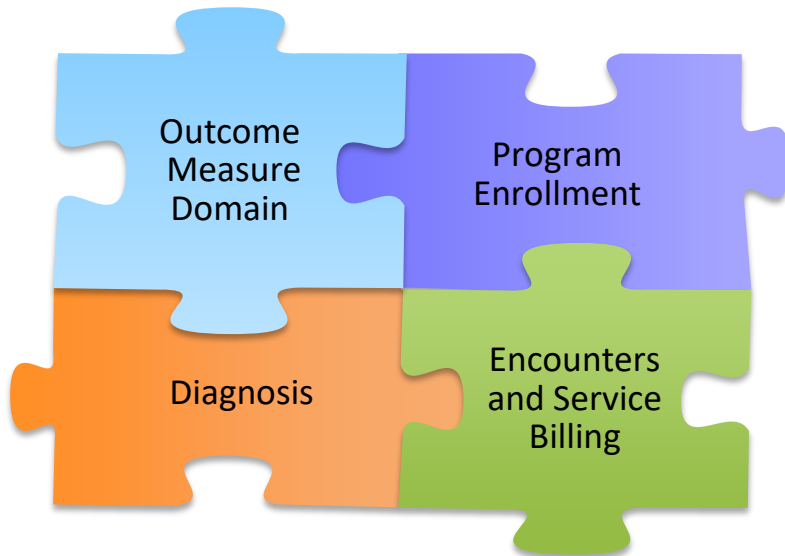 Outcome
Measure
Domain
Program
Enrollment
Diagnosis
Encounters
and Service
Billing